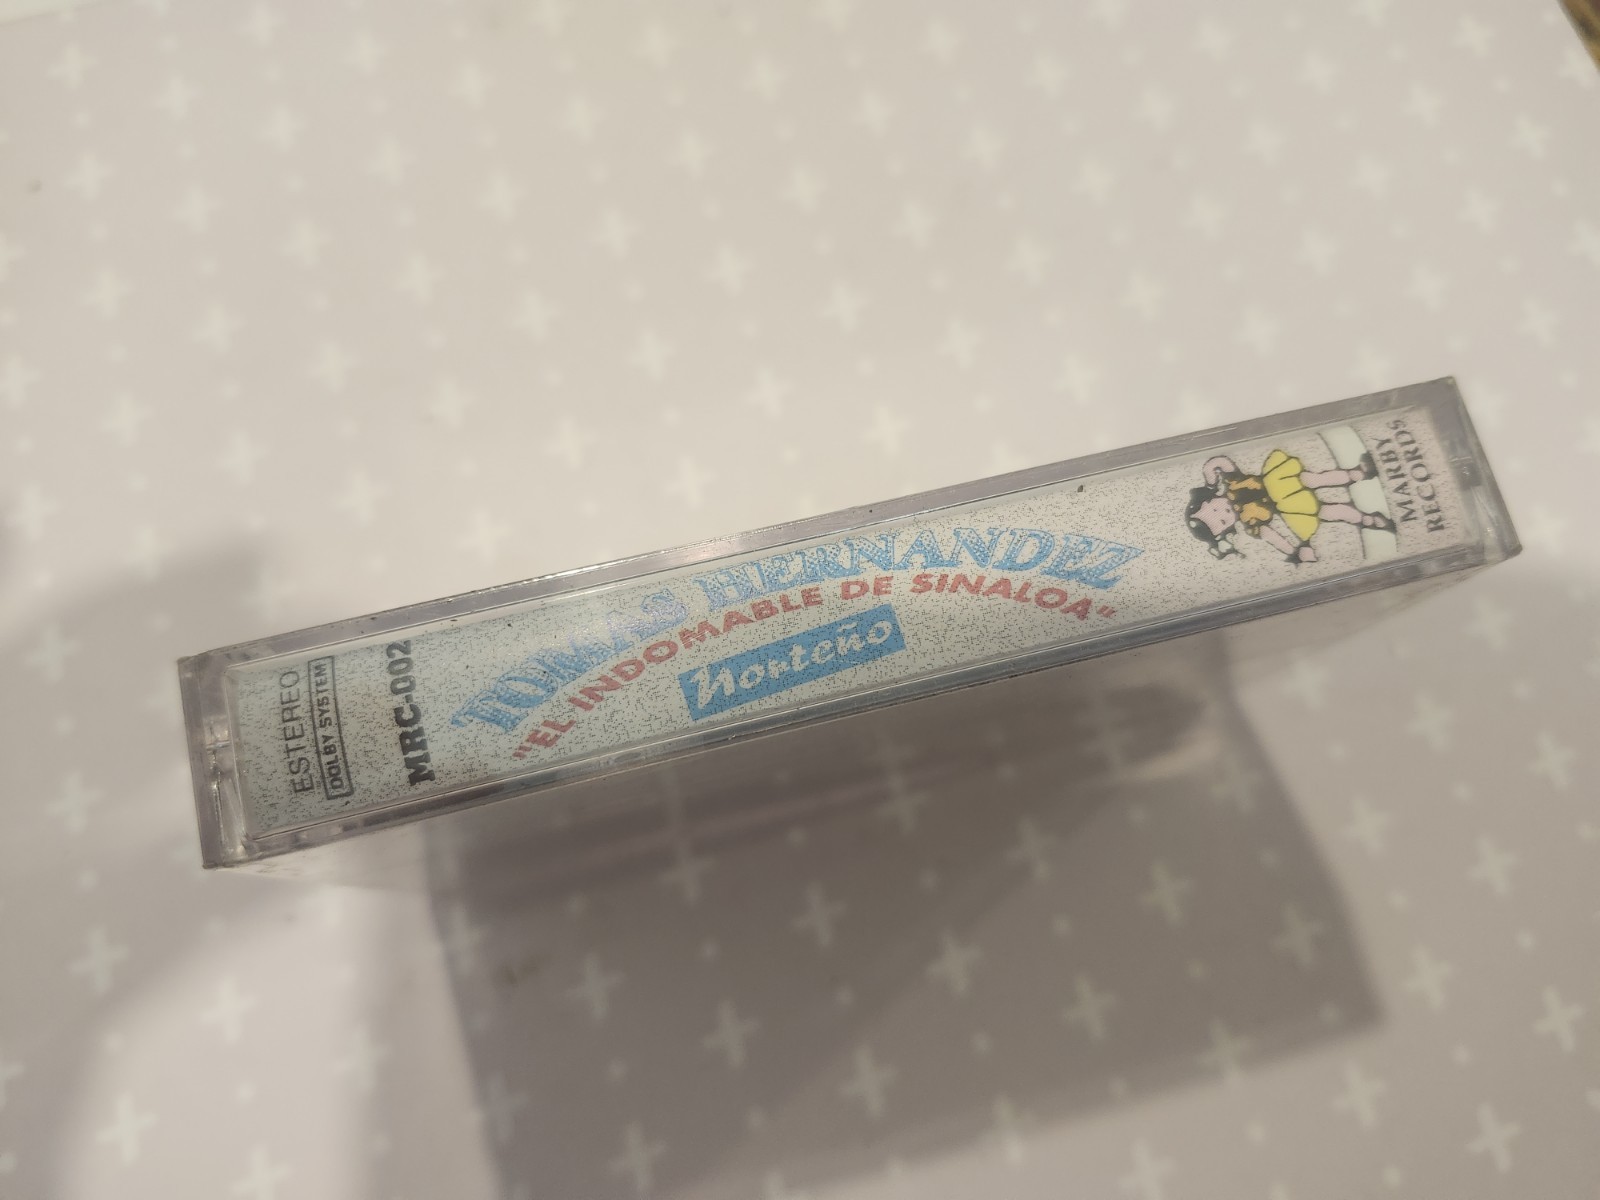 ESTEREO
DOLBY SYSTEM
MRC-002
TOMAS HERNANDEZ
"EL INDOMABLE DE SINALOA"
Norteño
MARBY
RECORDS